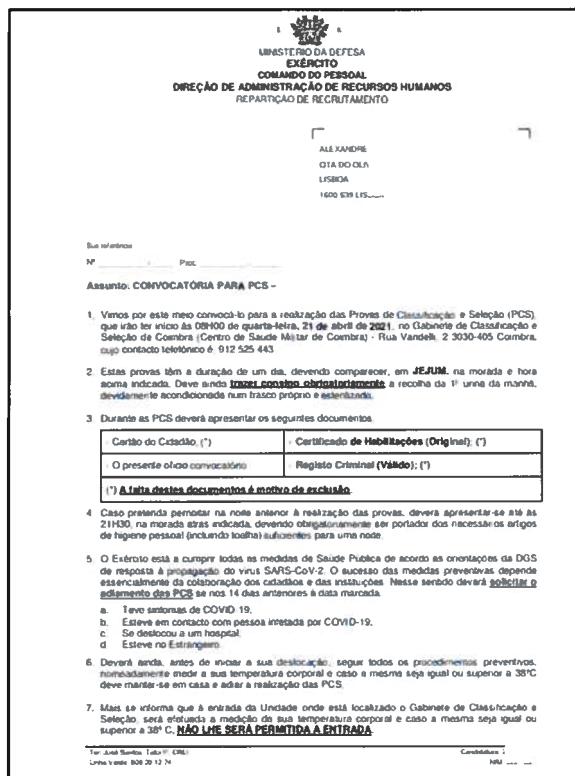 MINISTÉRIO DA DEFESA
EXÉRCITO
COMANDO DO PESSOAL
DIREÇÃO DE ADMINISTRAÇÃO DE RECURSOS HUMANOS
REPARTIÇÃO DE RECRUTAMENTO
ALEXANDRE
LISBOA
Sua referência
Nº Proc.
Assunto: CONVOCATÓRIA PARA PCS –
1. Vimos por este meio convocá-lo para a realização das Provas de Classificação e Seleção (PCS),
que irão ter início às 08H00 de quarta-feira, 21 de abril de 2021, no Gabinete de Classificação e
Seleção de Coimbra (Centro de Saúde Militar de Coimbra) - Rua Vandelli, 2 3030-405 Coimbra,
cujo contacto telefónico é 912 525 443
2. Estas provas têm a duração de um dia, devendo comparecer, em JEJUM, na morada e hora
acima indicada. Deve ainda trazer consigo obrigatoriamente a recolha da 1ª urina da manhã,
devidamente acondicionada num frasco próprio e esterilizado.
3. Durante as PCS deverá apresentar os seguintes documentos
- Cartão do Cidadão; (*)
- Certificado de Habilitações (Original); (*)
- O presente ofício convocatório
- Registo Criminal (Válido); (*)
(*) A falta destes documentos é motivo de exclusão
4. Caso pretenda pernoitar na noite anterior à realização das provas, deverá apresentar-se até às
21H30, na morada atrás indicada, devendo obrigatoriamente ser portador dos necessários artigos
de higiene pessoal (incluindo toalha) suficientes para uma noite.
5. O Exército está a cumprir todas as medidas de Saúde Pública de acordo as orientações da DGS
de resposta à propagação do vírus SARS-CoV-2. O sucesso das medidas preventivas depende
essencialmente da colaboração dos cidadãos e das instituições. Nesse sentido deverá solicitar o
adiamento das PCS se nos 14 dias anteriores à data marcada.
a. Teve sintomas de COVID 19,
b. Esteve em contacto com pessoa infetada por COVID-19,
c. Se deslocou a um hospital,
d. Esteve no Estrangeiro
6. Deverá ainda, antes de iniciar a sua deslocação, seguir todos os procedimentos preventivos,
nomeadamente medir a sua temperatura corporal e caso a mesma seja igual ou superior a 38ºC
deve manter-se em casa e adiar a realização das PCS.
7. Mais se informa que à entrada da Unidade onde está localizado o Gabinete de Classificação e
Seleção, será efetuada a medição da sua temperatura corporal e caso a mesma seja igual ou
superior a 38º C, NÃO LHE SERÁ PERMITIDA A ENTRADA.
Candidatura
Linha Verde
NIM